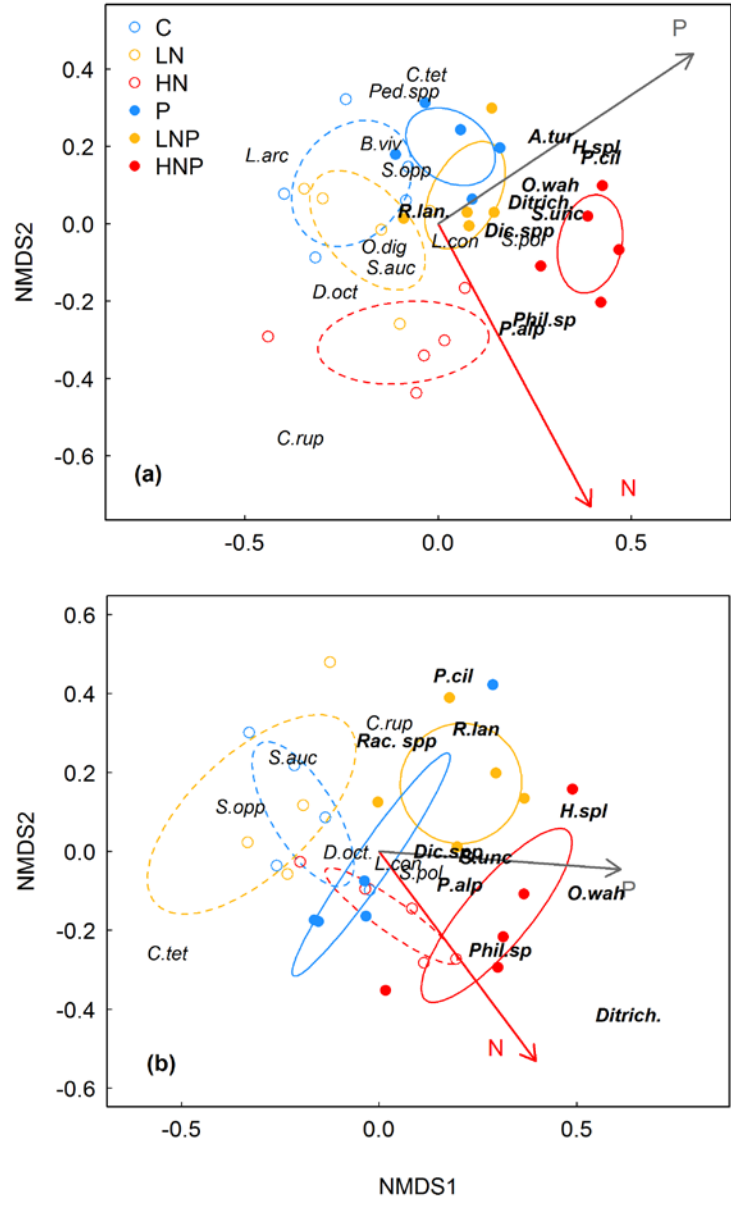 C
LN
HN
P
LNP
HNP
P
C.tet
Ped.spp
A.tur
H.spl
P.cil
B.viv
L.arc
S.opp
O.wah
R.lan.
Ditrich.
S.unc
Dic.spp
L.con
S.pol
O.dig
S.auc
D.oct
Phil.sp
P.alp
C.rup
N
(a)
NMDS2
0.4
0.2
0.0
-0.2
-0.4
-0.6
-0.5
0.0
0.5
P.cil
C.rup
R.lan
Rac. spp
S.auc
S.opp
H.spl
D.oct.
Dic.spp
S.unc
L.con
S.pol
P.alp
P
O.wah
C.tet
Phil.sp
Ditrich.
N
(b)
NMDS2
0.6
0.4
0.2
0.0
-0.2
-0.4
-0.6
-0.5
0.0
0.5
NMDS1